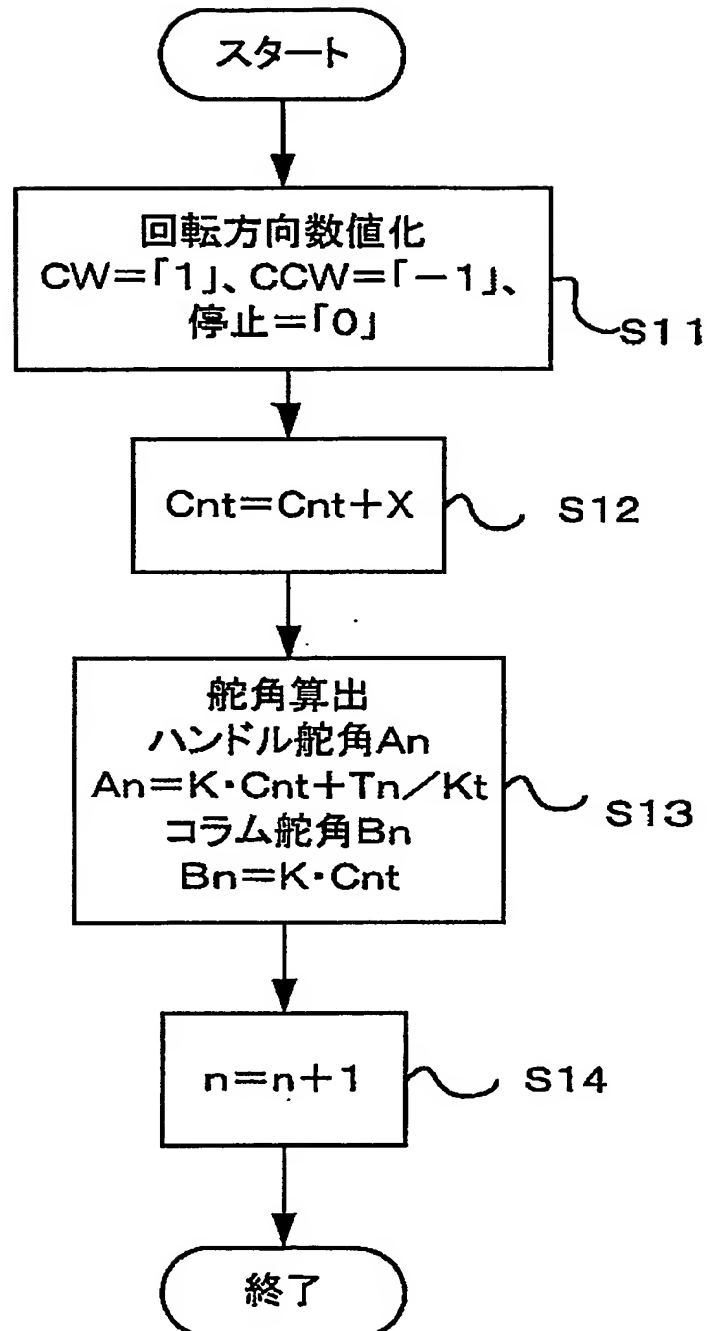 スタート
回転方向数値化
CW=「1」、CCW=「-1」、
停止=「0」
S11
Cnt=Cnt+X
S12
舵角算出
ハンドル舵角An
An=K・Cnt+Tn/Kt
コラム舵角Bn
Bn=K・Cnt
S13
n=n+1
S14
終了